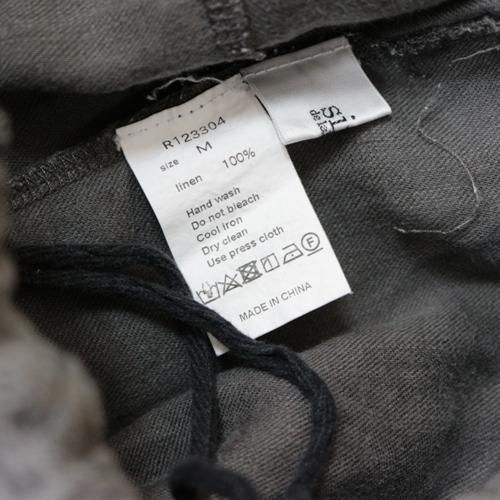 R123304
size M
linen 100%
Hand wash
Do not bleach
Cool Iron
Dry clean
Use press cloth
F
MADE IN CHINA